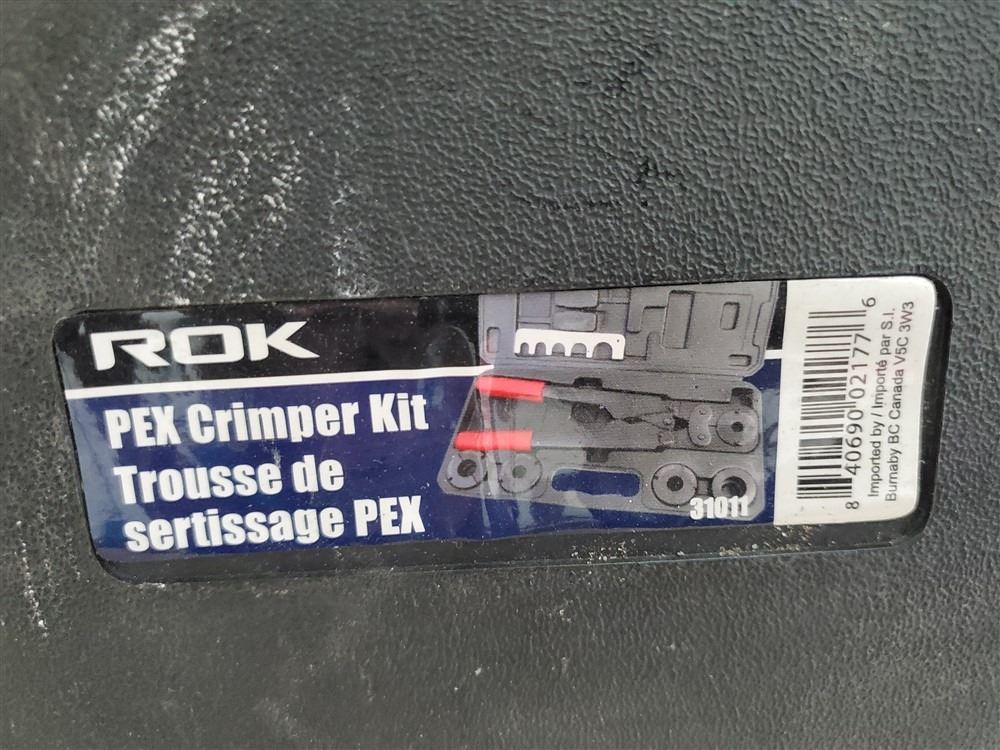 ROK
PEX Crimper Kit
Trousse de
sertissage PEX
31011
8 40690 02177 6
Imported by / Importé par S.I.
Burnaby BC Canada V5C 3W3